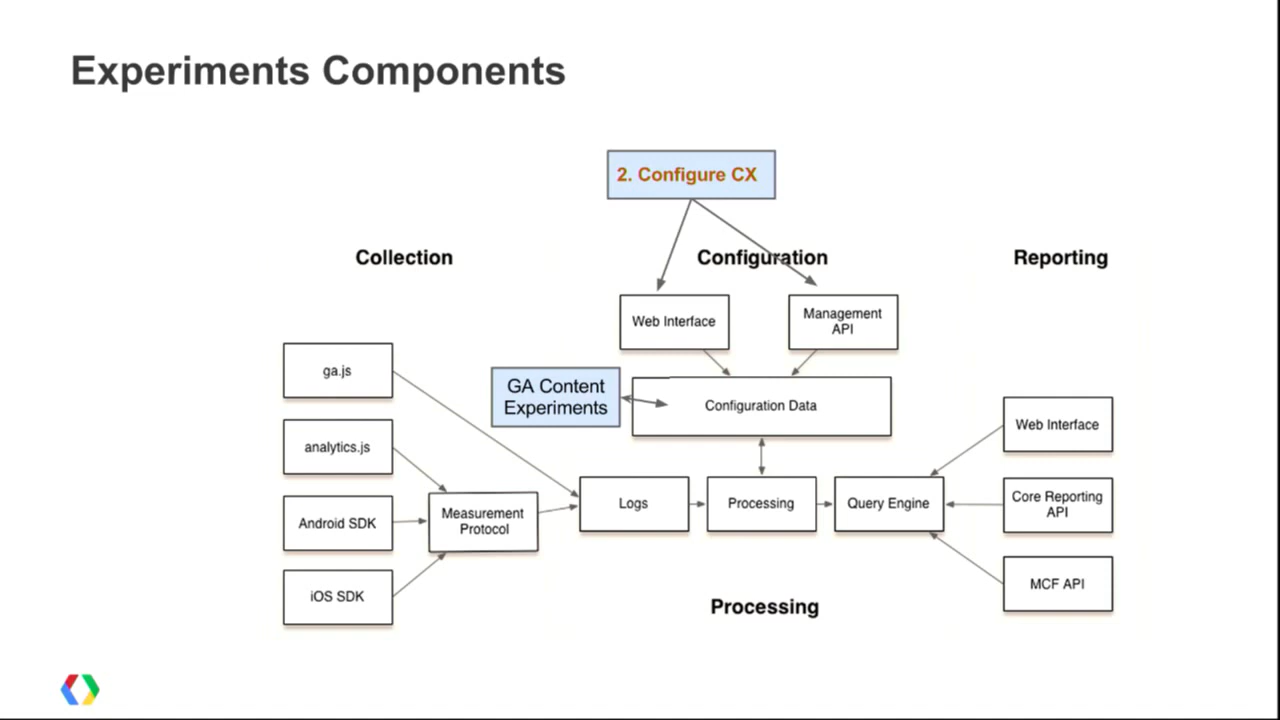 Experiments Components
2. Configure CX
Collection
Configuration
Reporting
Web Interface
Management
API
ga.js
GA Content
Experiments
Configuration Data
Web Interface
analytics.js
Measurement
Protocol
Logs
Processing
Query Engine
Core Reporting
API
Android SDK
iOS SDK
MCF API
Processing